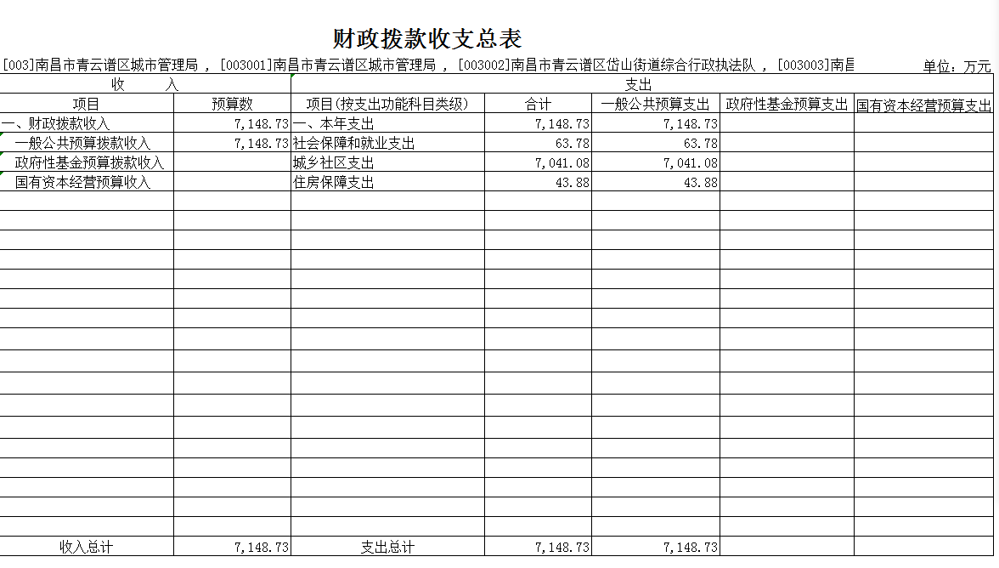 财政拨款收支总表
[003]南昌市青云谱区城市管理局 , [003001]南昌市青云谱区城市管理局 , [003002]南昌市青云谱区岱山街道综合行政执法队 , [003003]南昌 单位：万元
收 入 支出
项目 预算数 项目(按支出功能科目类级) 合计 一般公共预算支出 政府性基金预算支出 国有资本经营预算支出
一、财政拨款收入 7,148.73 一、本年支出 7,148.73 7,148.73
一般公共预算拨款收入 7,148.73 社会保障和就业支出 63.78 63.78
政府性基金预算拨款收入 城乡社区支出 7,041.08 7,041.08
国有资本经营预算收入 住房保障支出 43.88 43.88
收入总计 7,148.73 支出总计 7,148.73 7,148.73